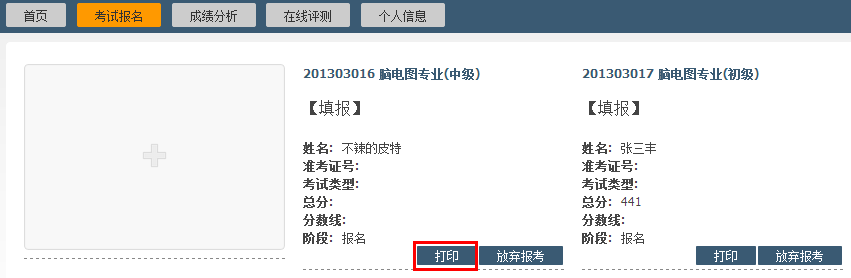 首页 考试报名 成绩分析 在线评测 个人信息
201303016 脑电图专业(中级)
【填报】
姓名: 不辣的皮特
准考证号:
考试类型:
总分:
分数线:
阶段: 报名
打印 放弃报考
201303017 脑电图专业(初级)
【填报】
姓名: 张三丰
准考证号:
考试类型:
总分: 441
分数线:
阶段: 报名
打印 放弃报考